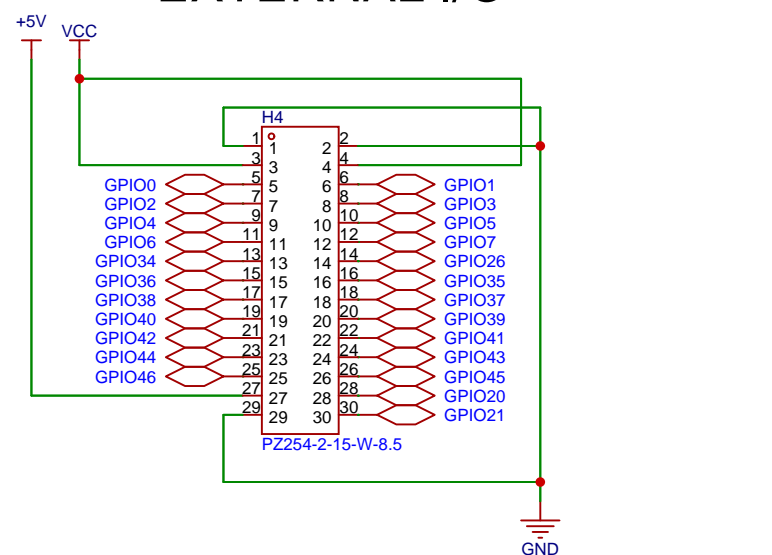 +5V
VCC
H4
1 1 2 2
3 3 4 4
GPIO0 5 5 6 6 GPIO1
GPIO2 7 7 8 8 GPIO3
GPIO4 9 9 10 10 GPIO5
GPIO6 11 11 12 12 GPIO7
GPIO34 13 13 14 14 GPIO26
GPIO36 15 15 16 16 GPIO35
GPIO38 17 17 18 18 GPIO37
GPIO40 19 19 20 20 GPIO39
GPIO42 21 21 22 22 GPIO41
GPIO44 23 23 24 24 GPIO43
GPIO46 25 25 26 26 GPIO45
27 27 28 28 GPIO20
29 29 30 30 GPIO21
PZ254-2-15-W-8.5
GND